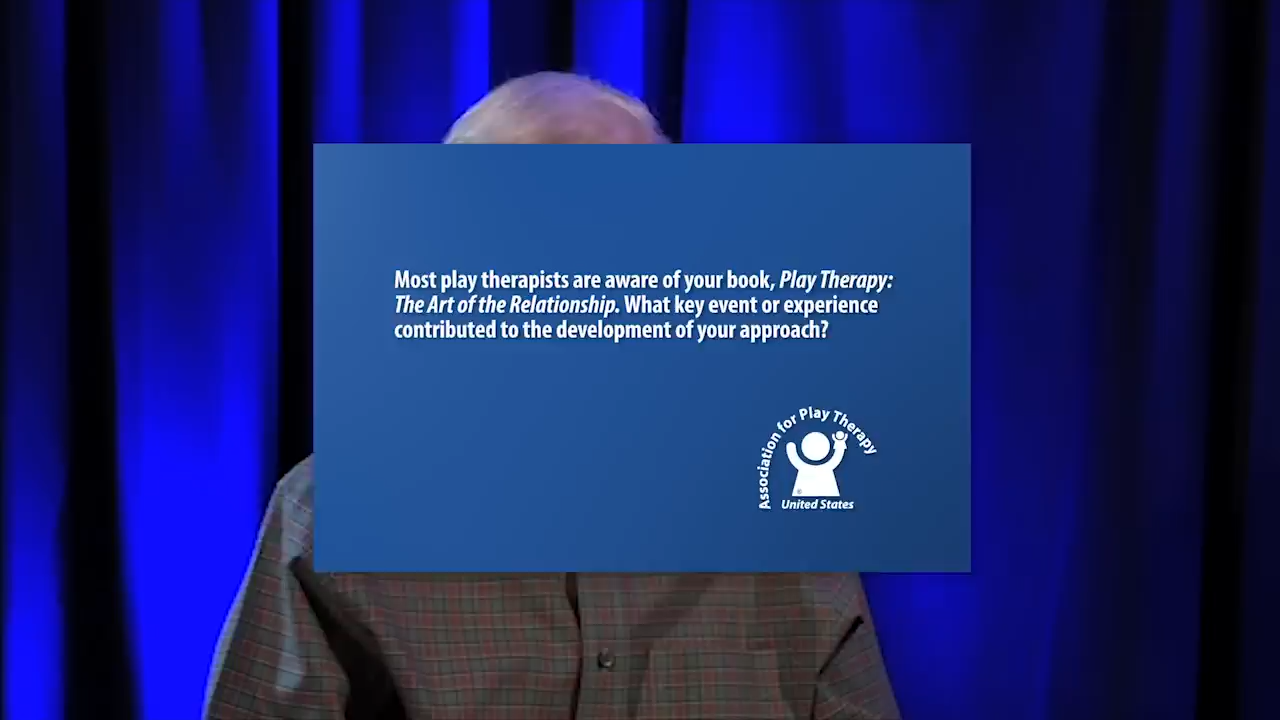 Most play therapists are aware of your book, Play Therapy:
The Art of the Relationship. What key event or experience
contributed to the development of your approach?
Association for Play Therapy
®
United States